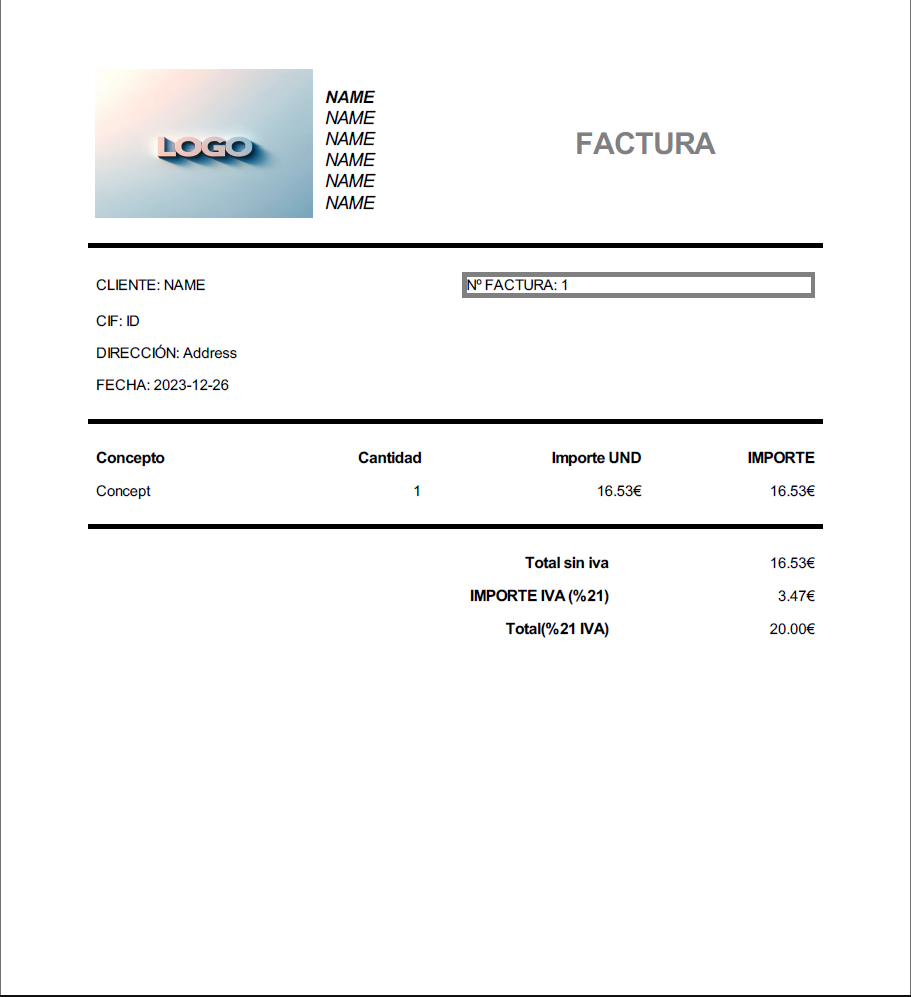 LOGO
NAME
NAME
NAME
NAME
NAME
NAME
FACTURA
CLIENTE: NAME
Nº FACTURA: 1
CIF: ID
DIRECCIÓN: Address
FECHA: 2023-12-26
Concepto Cantidad Importe UND IMPORTE
Concept 1 16.53€ 16.53€
Total sin iva 16.53€
IMPORTE IVA (%21) 3.47€
Total(%21 IVA) 20.00€